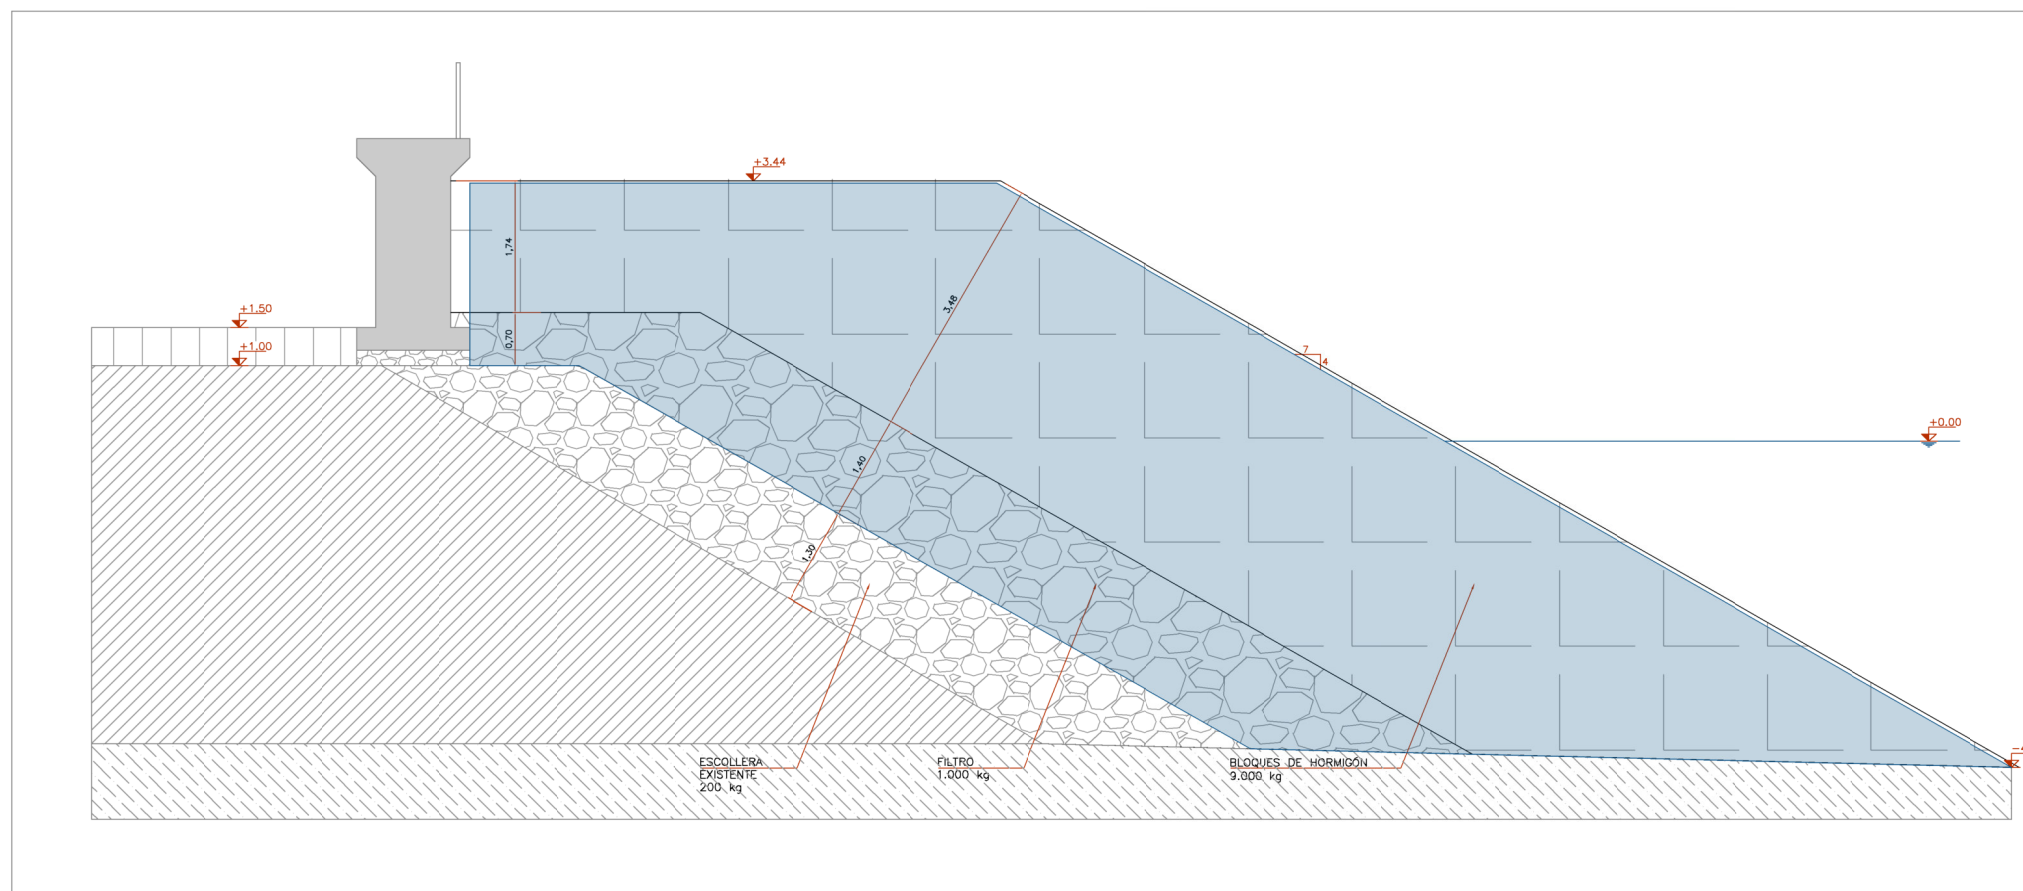 +3,44
1,74
3,48
+1.50
0,70
+1.00
7
4
+0.00
1,40
1,30
ESCOLLERA
EXISTENTE
200 kg
FILTRO
1.000 kg
BLOQUES DE HORMIGÓN
9.000 kg